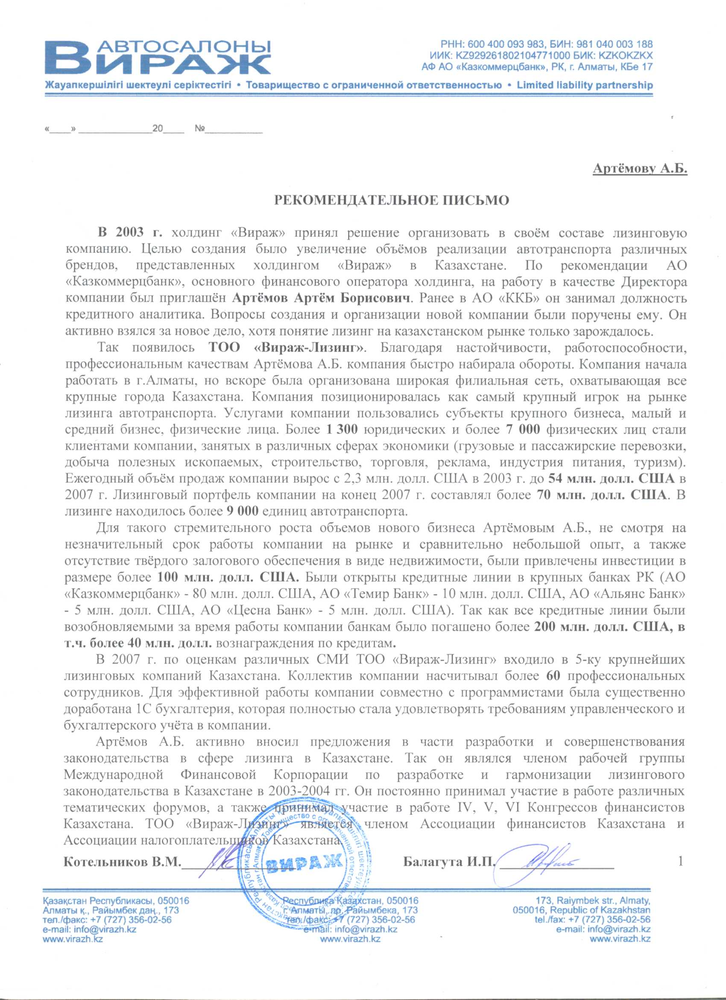 АВТОСАЛОНЫ
ВИРАЖ
РНН: 600 400 093 983, БИН: 981 040 003 188
ИИК: KZ929261802104771000 БИК: KZKOKZKX
АФ АО «Казкоммерцбанк», РК, г. Алматы, КБе 17
Жауапкершілігі шектеулі серіктестігі • Товарищество с ограниченной ответственностью • Limited liability partnership
«____» ______________20____ №___________
Артёмову А.Б.
РЕКОМЕНДАТЕЛЬНОЕ ПИСЬМО
В 2003 г. холдинг «Вираж» принял решение организовать в своём составе лизинговую
компанию. Целью создания было увеличение объёмов реализации автотранспорта различных
брендов, представленных холдингом «Вираж» в Казахстане. По рекомендации АО
«Казкоммерцбанк», основного финансового оператора холдинга, на работу в качестве Директора
компании был приглашён Артёмов Артём Борисович. Ранее в АО «ККБ» он занимал должность
кредитного аналитика. Вопросы создания и организации новой компании были поручены ему. Он
активно взялся за новое дело, хотя понятие лизинг на казахстанском рынке только зарождалось.
Так появилось ТОО «Вираж-Лизинг». Благодаря настойчивости, работоспособности,
профессиональным качествам Артёмова А.Б. компания быстро набирала обороты. Компания начала
работать в г.Алматы, но вскоре была организована широкая филиальная сеть, охватывающая все
крупные города Казахстана. Компания позиционировалась как самый крупный игрок на рынке
лизинга автотранспорта. Услугами компании пользовались субъекты крупного бизнеса, малый и
средний бизнес, физические лица. Более 1 300 юридических и более 7 000 физических лиц стали
клиентами компании, занятых в различных сферах экономики (грузовые и пассажирские перевозки,
добыча полезных ископаемых, строительство, торговля, реклама, индустрия питания, туризм).
Ежегодный объём продаж компании вырос с 2,3 млн. долл. США в 2003 г. до 54 млн. долл. США в
2007 г. Лизинговый портфель компании на конец 2007 г. составлял более 70 млн. долл. США. В
лизинге находилось более 9 000 единиц автотранспорта.
Для такого стремительного роста объемов нового бизнеса Артёмовым А.Б., не смотря на
незначительный срок работы компании на рынке и сравнительно небольшой опыт, а также
отсутствие твёрдого залогового обеспечения в виде недвижимости, были привлечены инвестиции в
размере более 100 млн. долл. США. Были открыты кредитные линии в крупных банках РК (АО
«Казкоммерцбанк» - 80 млн. долл. США, АО «Темир Банк» - 10 млн. долл. США, АО «Альянс Банк»
- 5 млн. долл. США, АО «Цесна Банк» - 5 млн. долл. США). Так как все кредитные линии были
возобновляемыми за время работы компании банкам было погашено более 200 млн. долл. США, в
т.ч. более 40 млн. долл. вознаграждения по кредитам.
В 2007 г. по оценкам различных СМИ ТОО «Вираж-Лизинг» входило в 5-ку крупнейших
лизинговых компаний Казахстана. Коллектив компании насчитывал более 60 профессиональных
сотрудников. Для эффективной работы компании совместно с программистами была существенно
доработана 1С бухгалтерия, которая полностью стала удовлетворять требованиям управленческого и
бухгалтерского учёта в компании.
Артёмов А.Б. активно вносил предложения в части разработки и совершенствования
законодательства в сфере лизинга в Казахстане. Так он являлся членом рабочей группы
Международной Финансовой Корпорации по разработке и гармонизации лизингового
законодательства в Казахстане в 2003-2004 гг. Он постоянно принимал участие в работе различных
тематических форумов, а также принимал участие в работе IV, V, VI Конгрессов финансистов
Казахстана. ТОО «Вираж-Лизинг» является членом Ассоциации финансистов Казахстана и
Ассоциации налогоплательщиков Казахстана.
Котельников В.М.________________ Балагута И.П.________________ 1
ВИРАЖ
Қазақстан Республикасы, 050016
Алматы қ., Райымбек даң., 173
тел./факс: +7 (727) 356-02-56
e-mail: info@virazh.kz
www.virazh.kz
Республика Казахстан, 050016
г. Алматы, пр. Райымбека, 173
тел./факс: +7 (727) 356-02-56
e-mail: info@virazh.kz
www.virazh.kz
173, Raiymbek str., Almaty,
050016, Republic of Kazakhstan
tel./fax: +7 (727) 356-02-56
e-mail: info@virazh.kz
www.virazh.kz